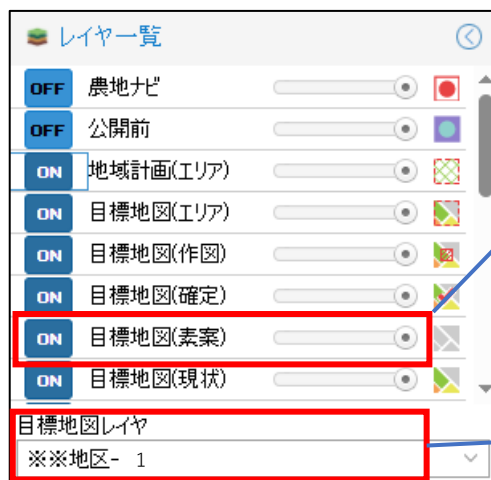 レイヤ一覧
OFF 農地ナビ
OFF 公開前
ON 地域計画(エリア)
ON 目標地図(エリア)
ON 目標地図(作図)
ON 目標地図(確定)
ON 目標地図(素案)
ON 目標地図(現状)
目標地図レイヤ
※※地区- 1